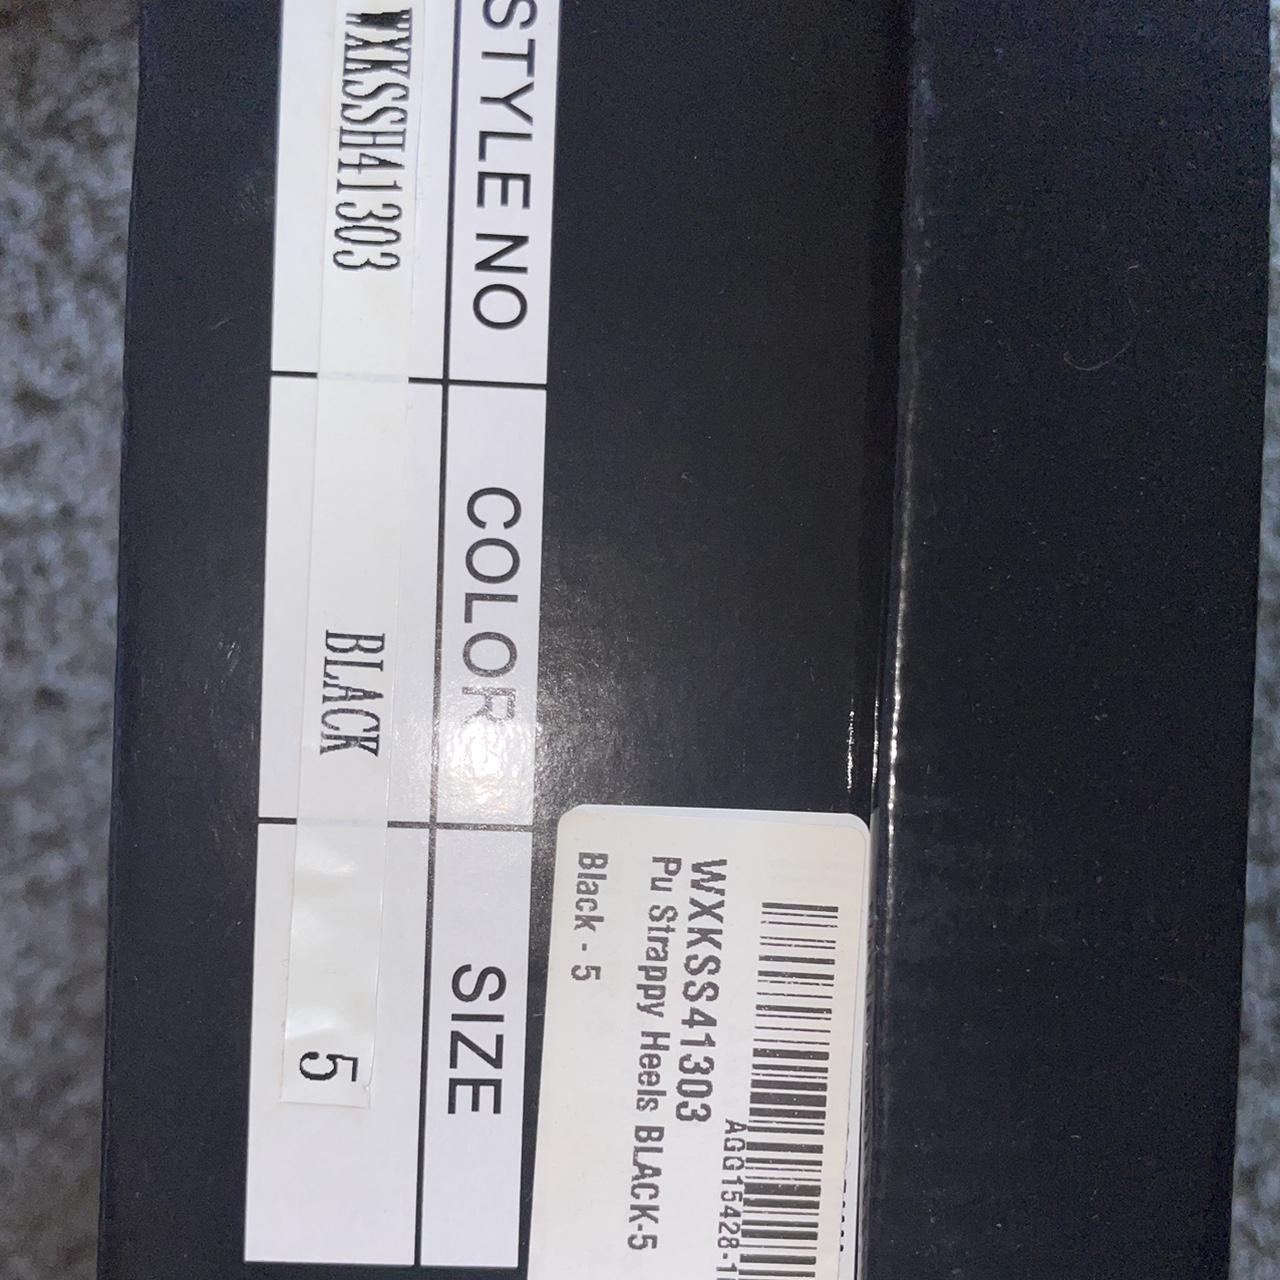 STYLE NO COLOR SIZE
WXKSSH41303 BLACK 5
WXKSS41303
Pu Strappy Heels BLACK-5
Black - 5